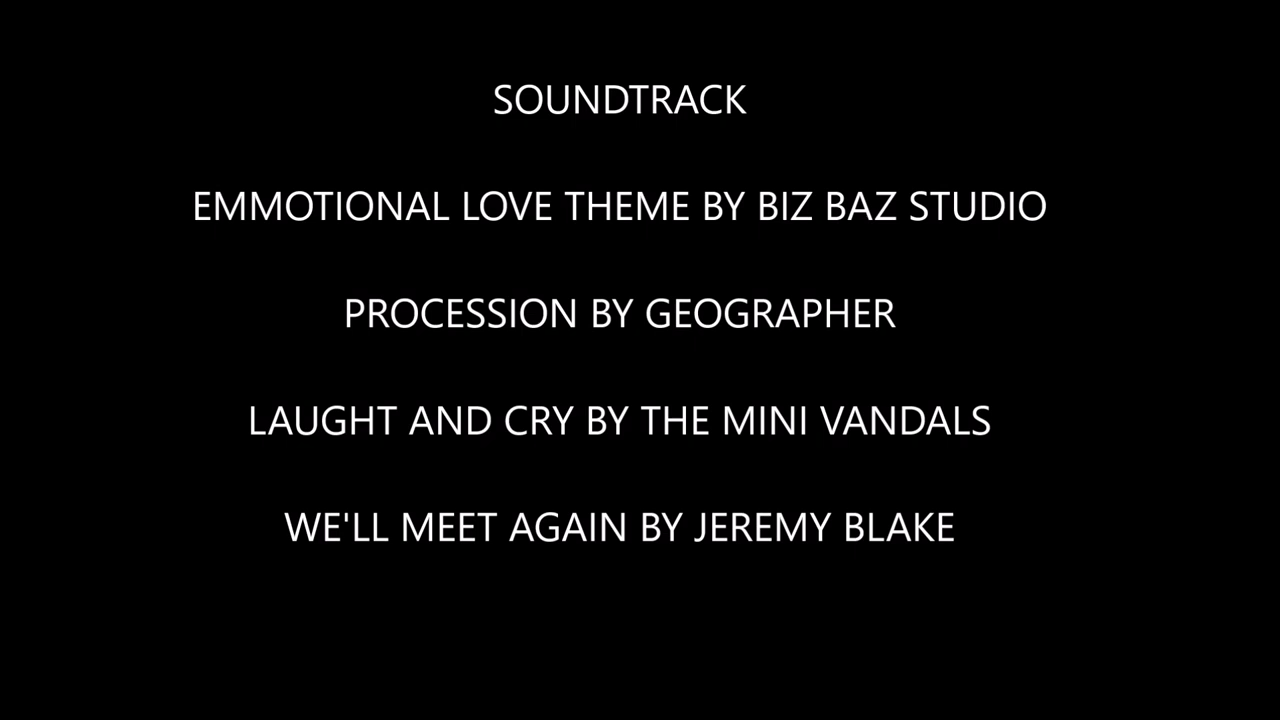 SOUNDTRACK
EMMOTIONAL LOVE THEME BY BIZ BAZ STUDIO
PROCESSION BY GEOGRAPHER
LAUGHT AND CRY BY THE MINI VANDALS
WE'LL MEET AGAIN BY JEREMY BLAKE